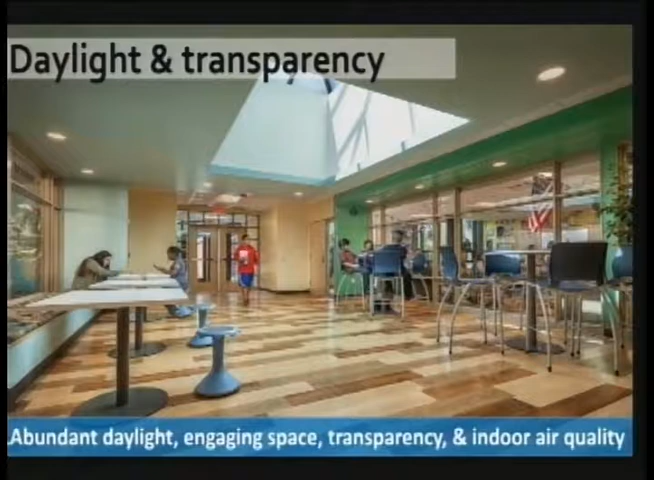 Daylight & transparency
Abundant daylight, engaging space, transparency, & indoor air quality